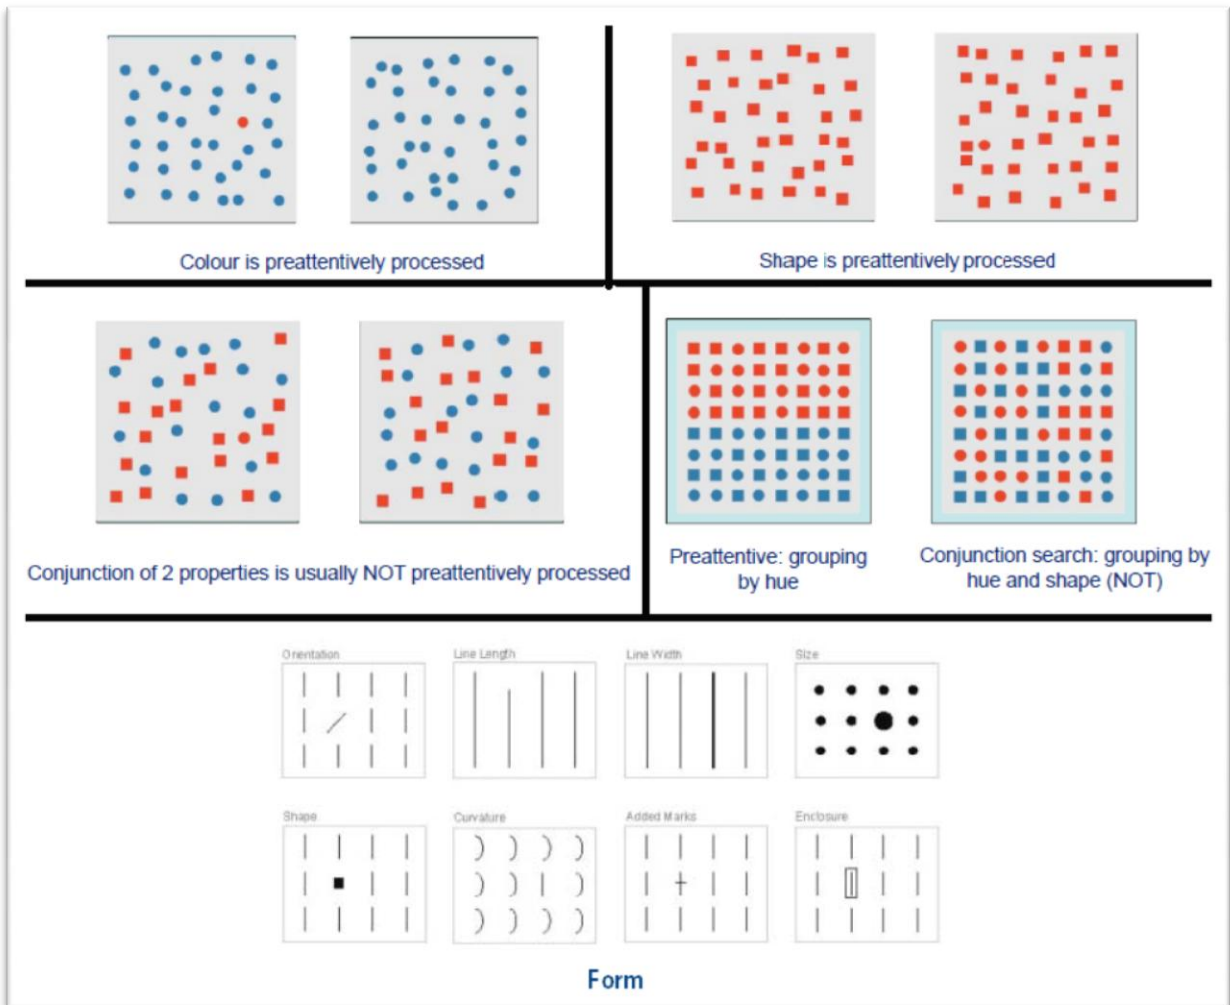 Colour is preattentively processed
Shape is preattentively processed
Conjunction of 2 properties is usually NOT preattentively processed
Preattentive: grouping
by hue
Conjunction search: grouping by
hue and shape (NOT)
Orientation
Line Length
Line Width
Size
Shape
Curvature
Added Marks
Enclosure
Form